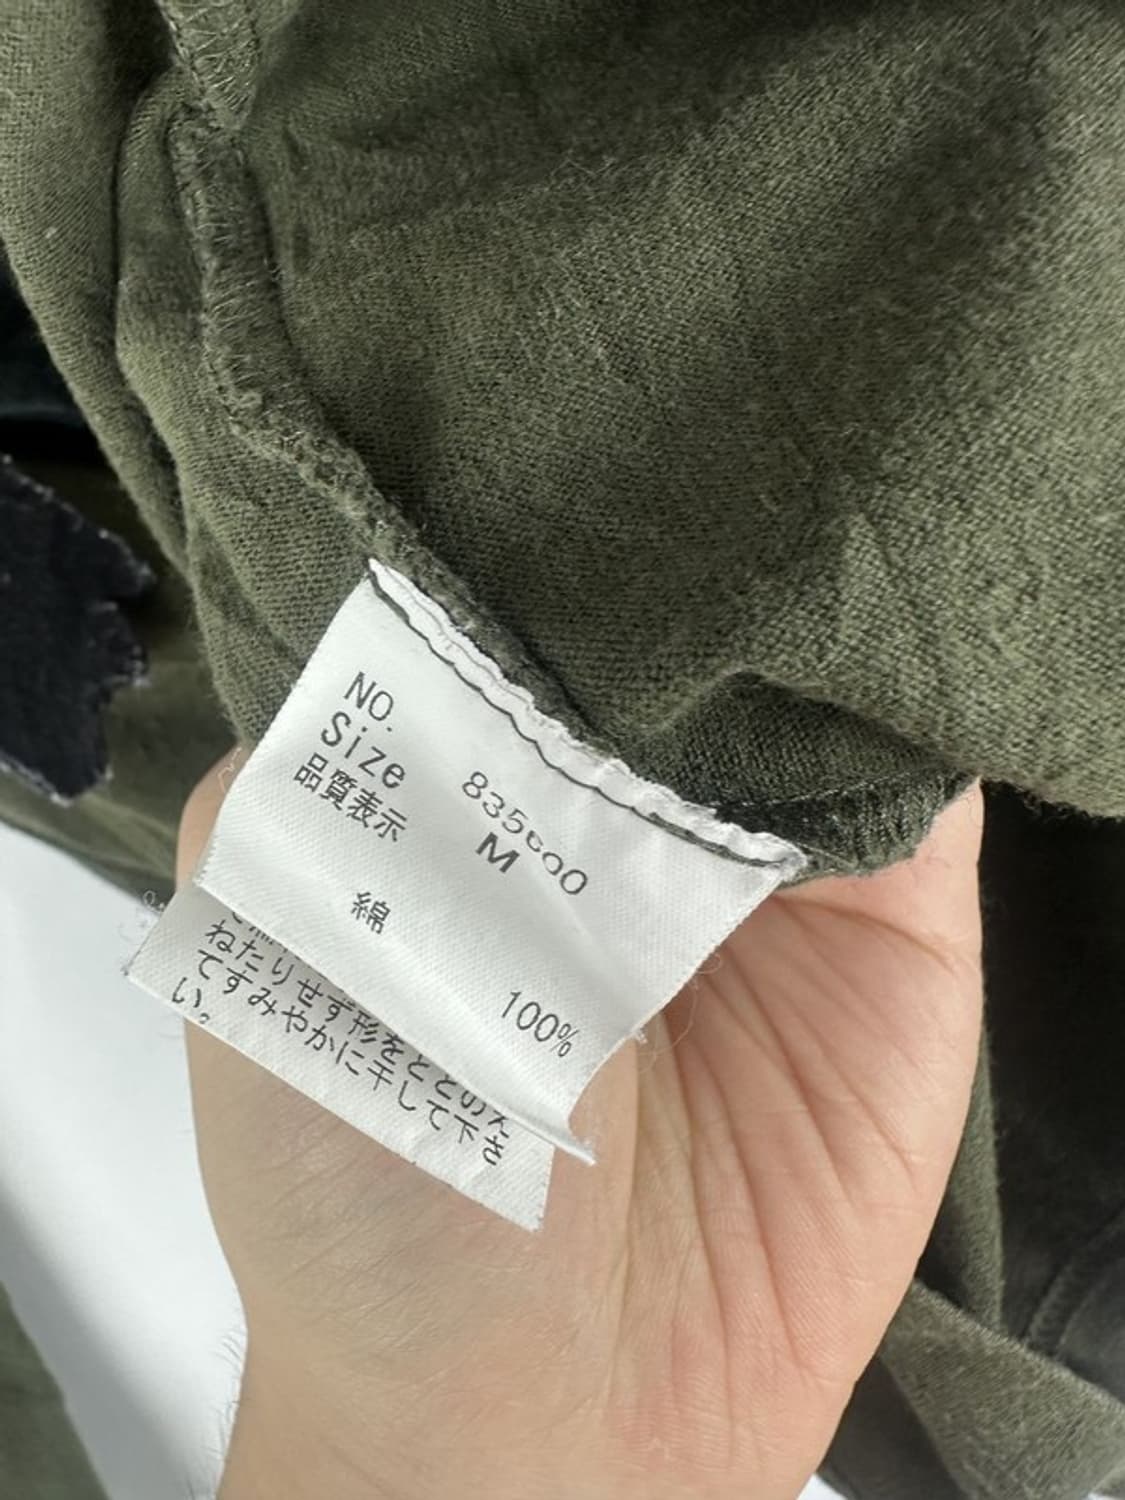 NO. 835600
Size M
品質表示
綿 100%
ねたりせず形をととのえ
てすみやかに干して下さ
い。